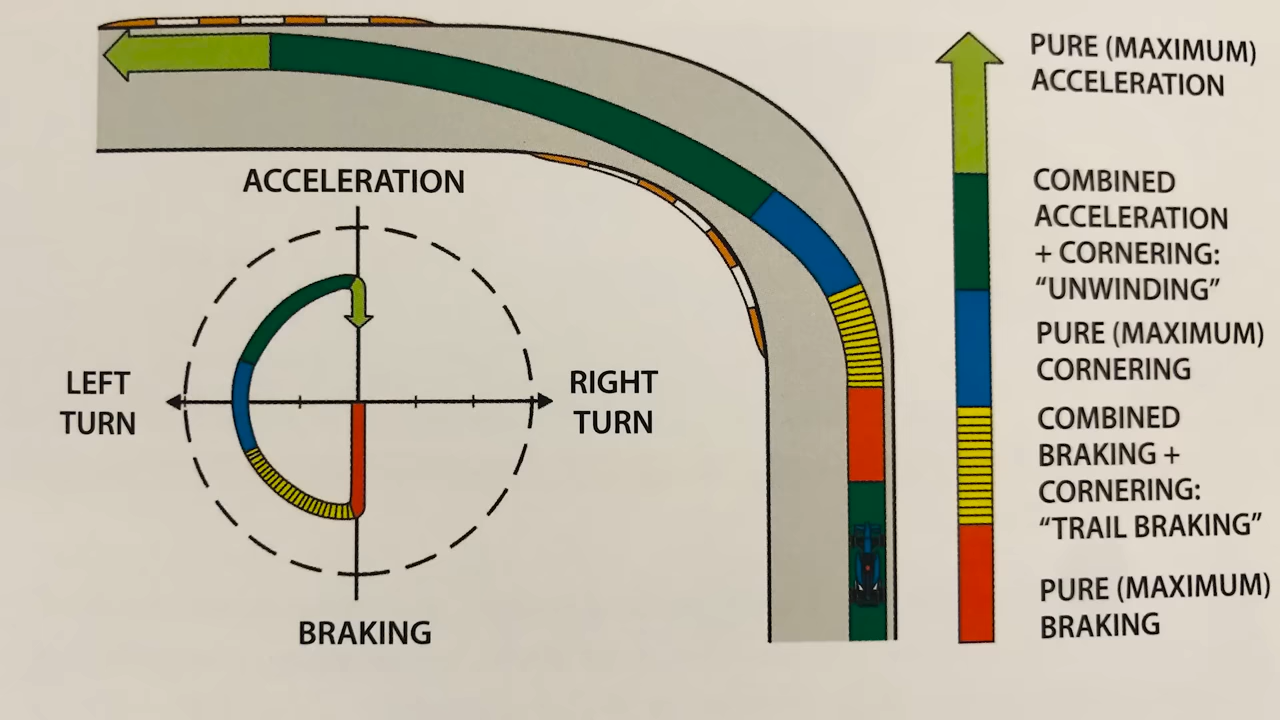 PURE (MAXIMUM)
ACCELERATION
COMBINED
ACCELERATION
+ CORNERING:
“UNWINDING”
PURE (MAXIMUM)
CORNERING
COMBINED
BRAKING +
CORNERING:
“TRAIL BRAKING”
PURE (MAXIMUM)
BRAKING
ACCELERATION
LEFT
TURN
RIGHT
TURN
BRAKING